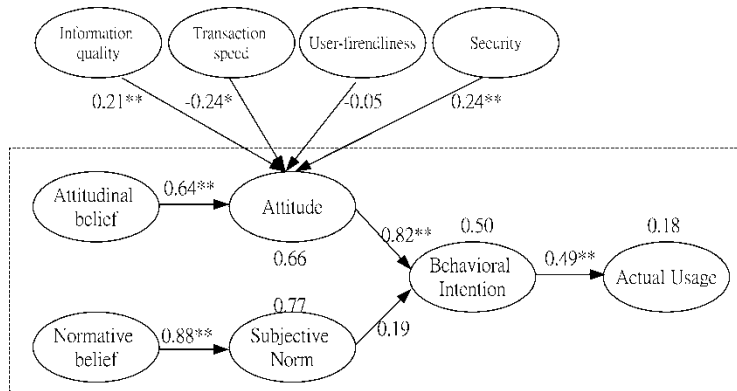 Information
quality
Transaction
speed
User-firendliness
Security
0.21**
-0.24*
-0.05
0.24**
Attitudinal
belief
0.64**
Attitude
0.66
0.82**
0.50
Behavioral
Intention
0.49**
0.18
Actual Usage
Normative
belief
0.88**
0.77
Subjective
Norm
0.19